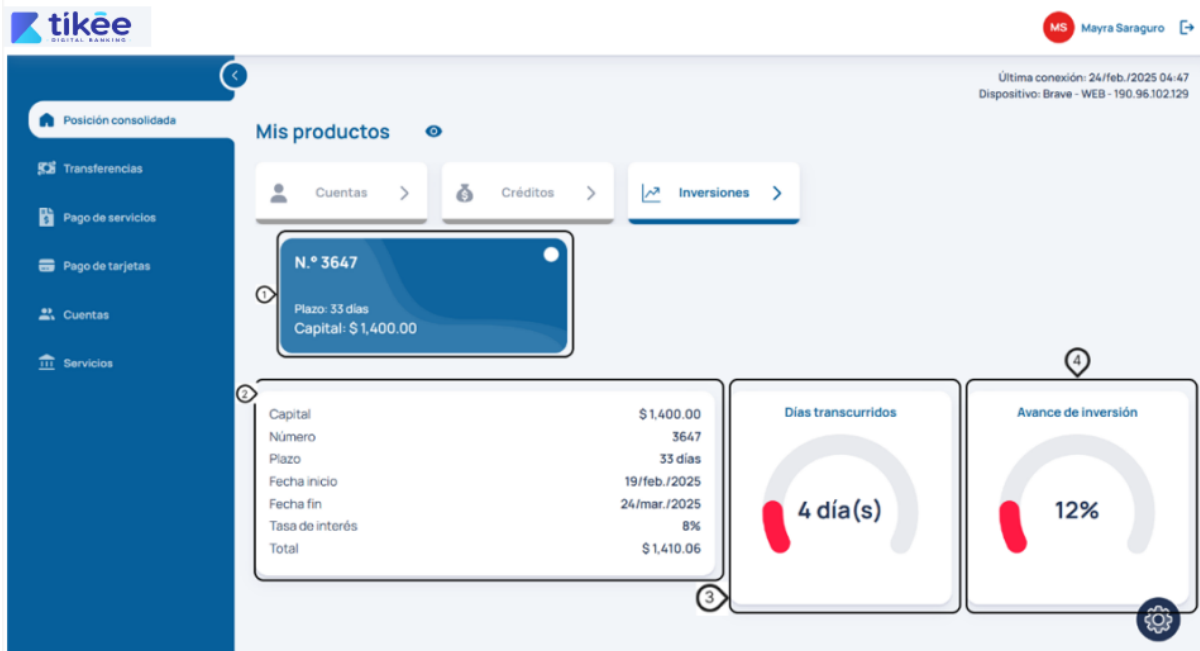 tikēe
DIGITAL BANKING
MS Mayra Saraguro
Última conexión: 24/feb./2025 04:47
Dispositivo: Brave - WEB - 190.96.102.129
Posición consolidada
Transferencias
Pago de servicios
Pago de tarjetas
Cuentas
Servicios
Mis productos
Cuentas
Créditos
Inversiones
1
N.° 3647
Plazo: 33 días
Capital: $ 1,400.00
2
Capital $ 1,400.00
Número 3647
Plazo 33 días
Fecha inicio 19/feb./2025
Fecha fin 24/mar./2025
Tasa de interés 8%
Total $ 1,410.06
3
Días transcurridos
4 día(s)
4
Avance de inversión
12%